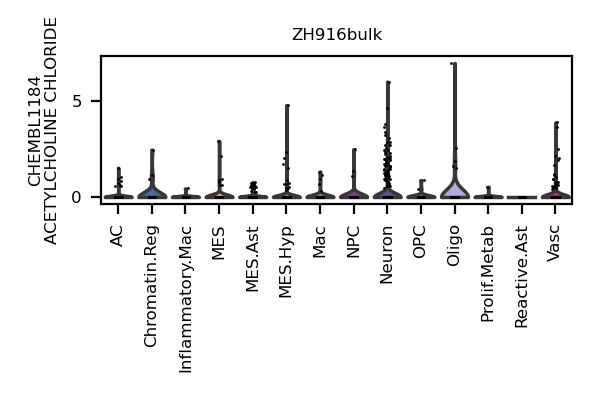 ZH916bulk
CHEMBL1184
ACETYLCHOLINE CHLORIDE
5
0
AC
Chromatin.Reg
Inflammatory.Mac
MES
MES.Ast
MES.Hyp
Mac
NPC
Neuron
OPC
Oligo
Prolif.Metab
Reactive.Ast
Vasc